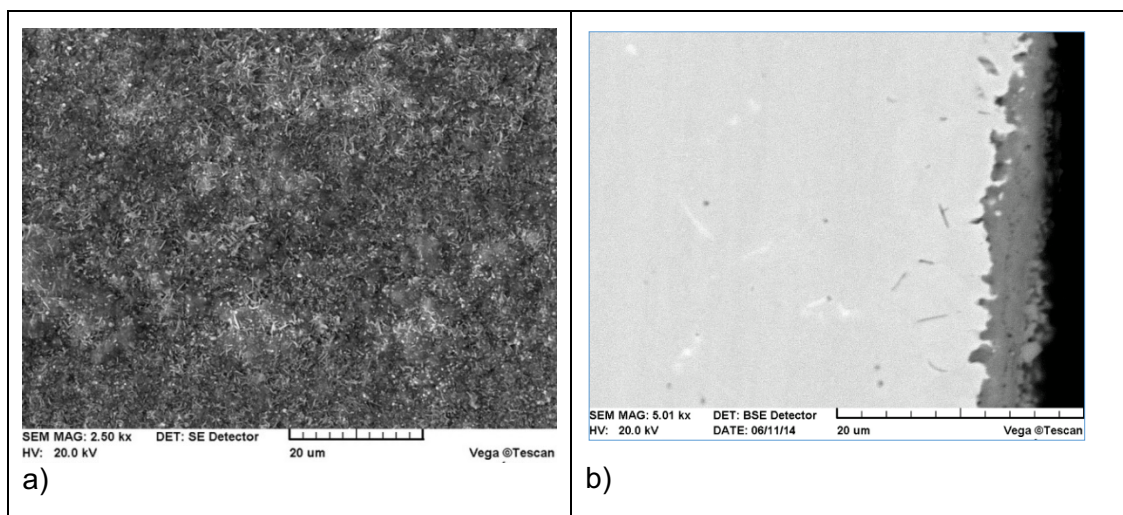 SEM MAG: 2.50 kx DET: SE Detector
HV: 20.0 kV 20 um Vega ©Tescan
a)
SEM MAG: 5.01 kx DET: BSE Detector
HV: 20.0 kV DATE: 06/11/14 20 um Vega ©Tescan
b)